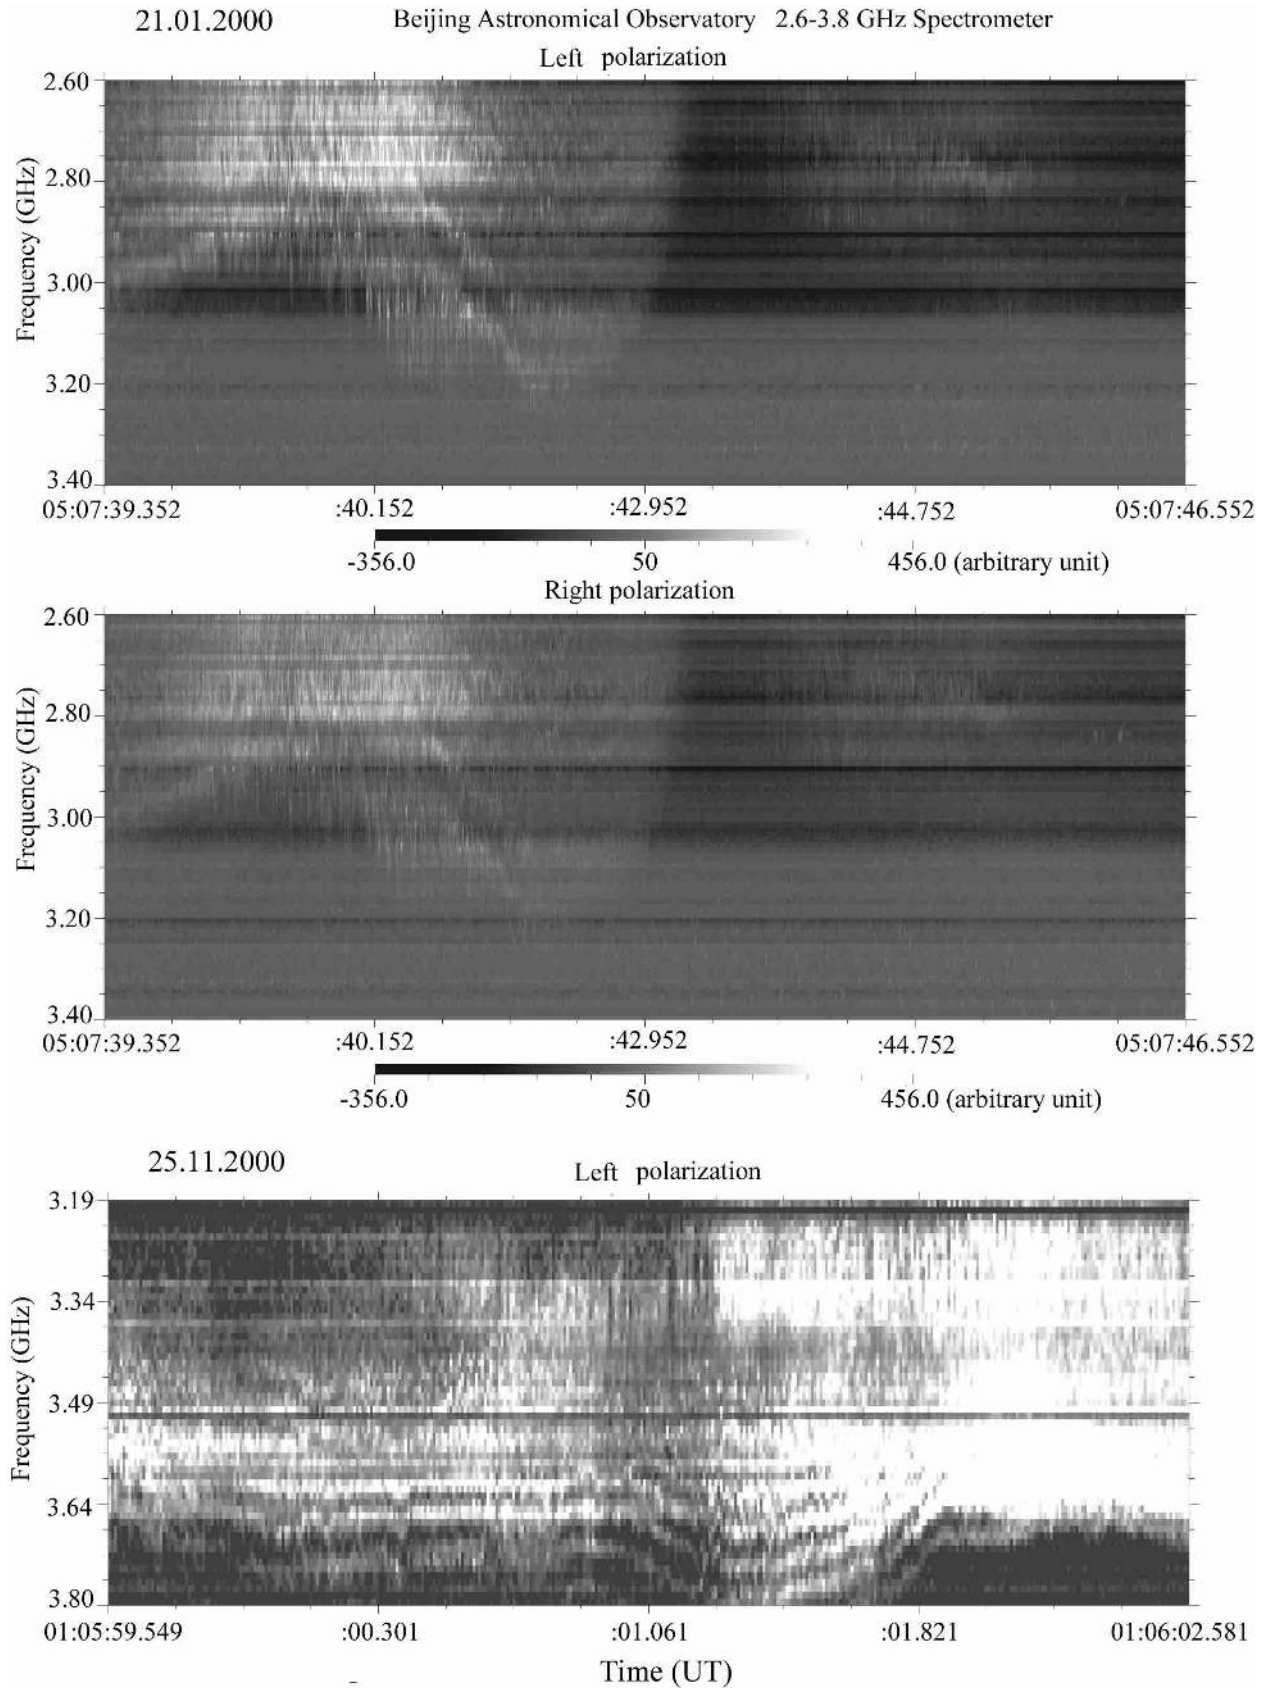 21.01.2000 Beijing Astronomical Observatory 2.6-3.8 GHz Spectrometer
Left polarization
Frequency (GHz)
2.60
2.80
3.00
3.20
3.40
05:07:39.352 :40.152 :42.952 :44.752 05:07:46.552
-356.0 50 456.0 (arbitrary unit)
Right polarization
Frequency (GHz)
2.60
2.80
3.00
3.20
3.40
05:07:39.352 :40.152 :42.952 :44.752 05:07:46.552
-356.0 50 456.0 (arbitrary unit)
25.11.2000 Left polarization
Frequency (GHz)
3.19
3.34
3.49
3.64
3.80
01:05:59.549 :00.301 :01.061 :01.821 01:06:02.581
Time (UT)